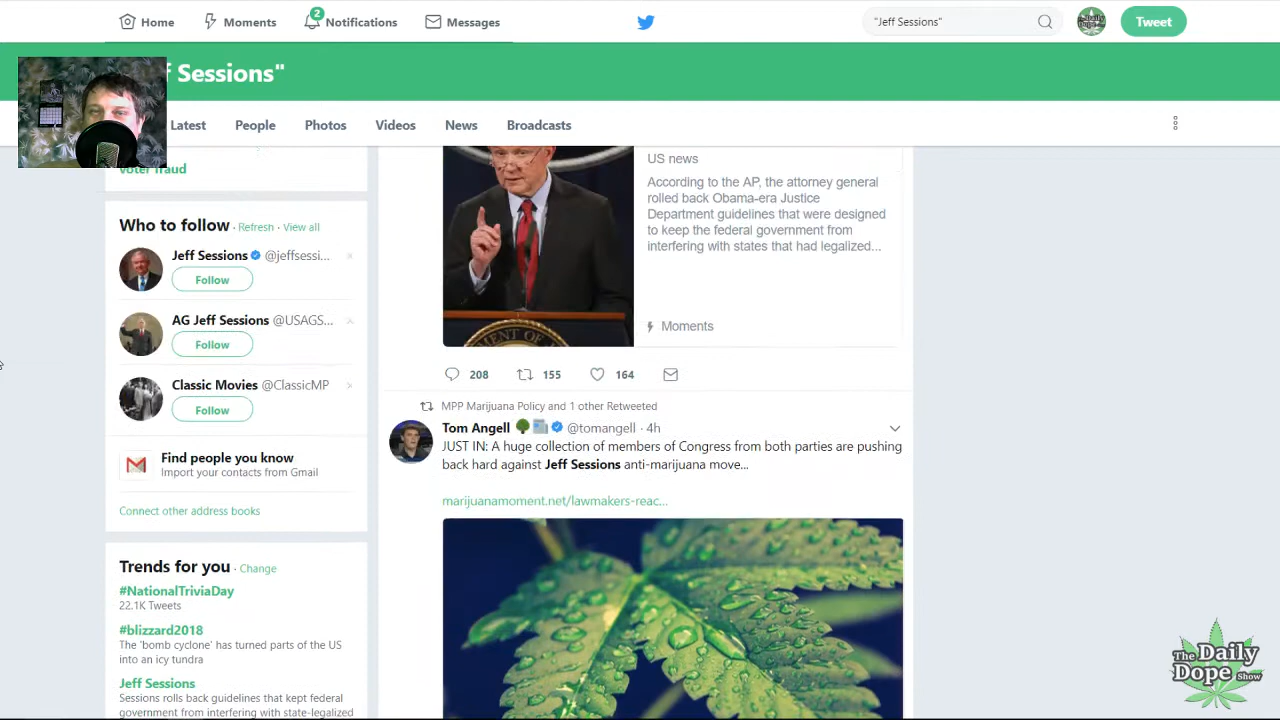 Home
Moments
2
Notifications
Messages
"Jeff Sessions"
Tweet
Sessions"
Latest
People
Photos
Videos
News
Broadcasts
voter fraud
Who to follow · Refresh · View all
Jeff Sessions @jeffsessi...
Follow
AG Jeff Sessions @USAGS...
Follow
Classic Movies @ClassicMP
Follow
Find people you know
Import your contacts from Gmail
Connect other address books
Trends for you · Change
#NationalTriviaDay
22.1K Tweets
#blizzard2018
The 'bomb cyclone' has turned parts of the US
into an icy tundra
Jeff Sessions
Sessions rolls back guidelines that kept federal
government from interfering with state-legalized
US news
According to the AP, the attorney general
rolled back Obama-era Justice
Department guidelines that were designed
to keep the federal government from
interfering with states that had legalized...
Moments
208
155
164
MPP Marijuana Policy and 1 other Retweeted
Tom Angell @tomangell · 4h
JUST IN: A huge collection of members of Congress from both parties are pushing
back hard against Jeff Sessions anti-marijuana move...
marijuanamoment.net/lawmakers-reac...
The Daily
Dope Show